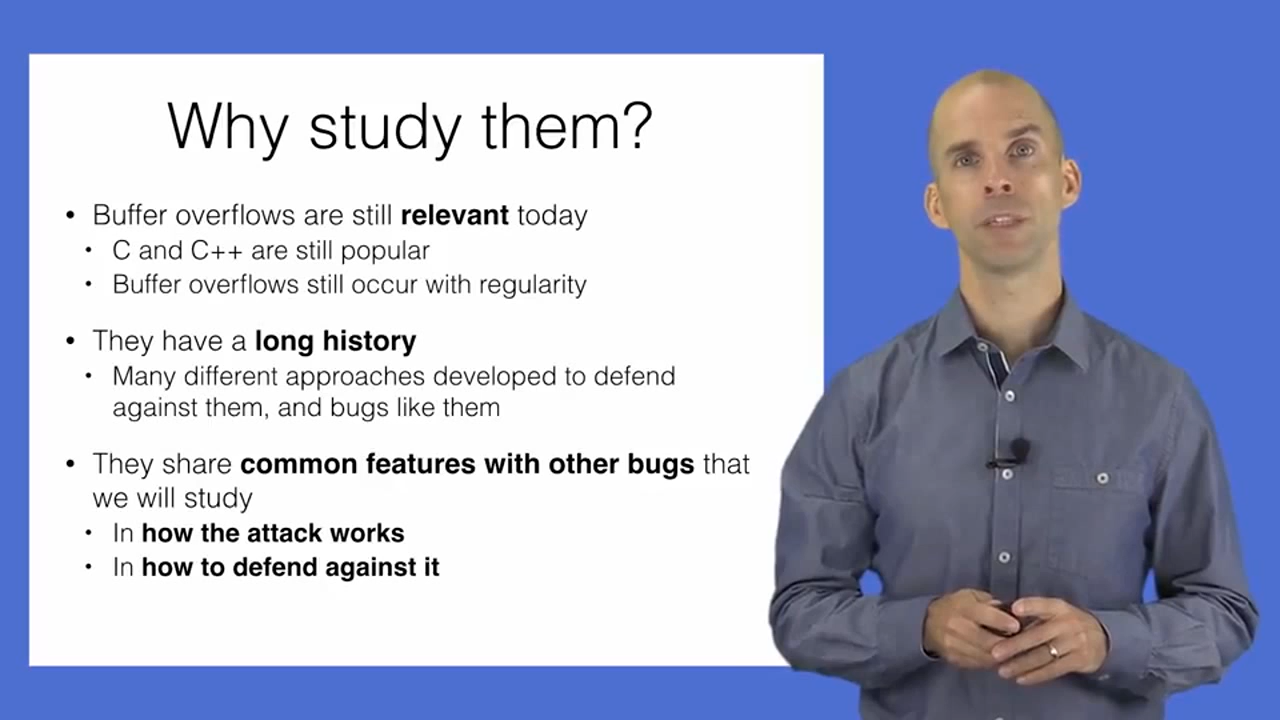 Why study them?
• Buffer overflows are still relevant today
• C and C++ are still popular
• Buffer overflows still occur with regularity
• They have a long history
• Many different approaches developed to defend
against them, and bugs like them
• They share common features with other bugs that
we will study
• In how the attack works
• In how to defend against it